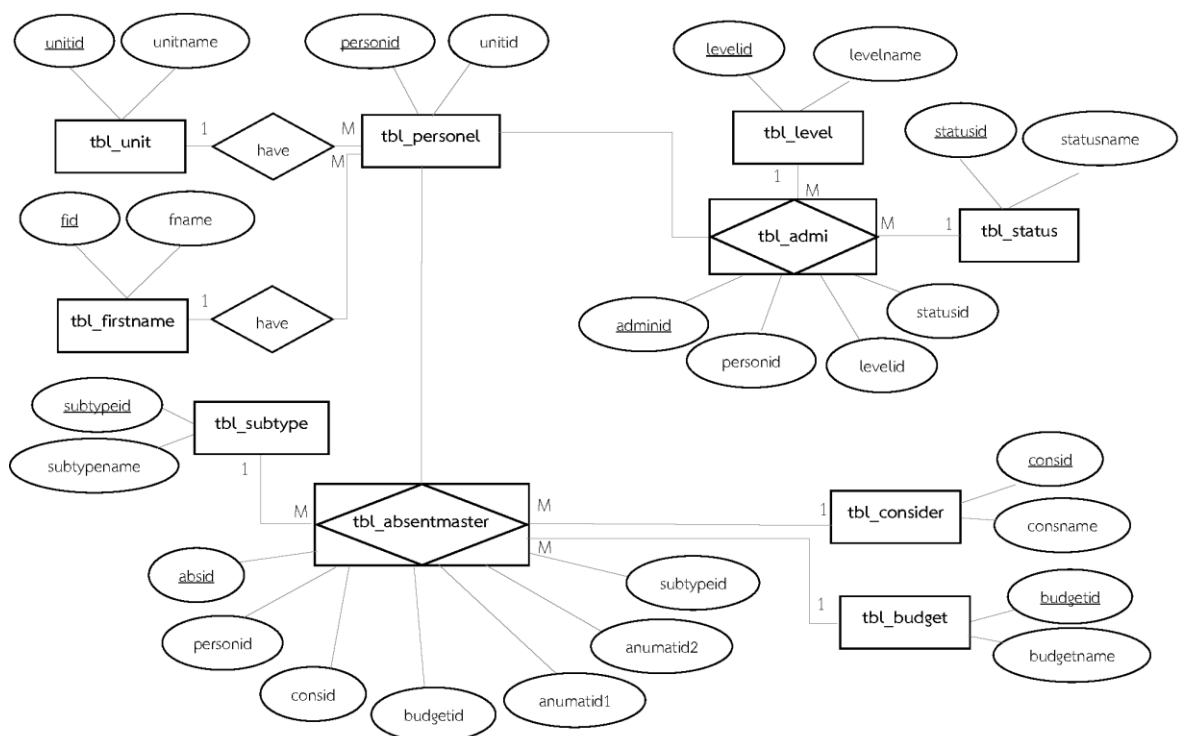 unitid
unitname
personid
unitid
levelid
levelname
tbl_unit
1
have
M
tbl_personel
tbl_level
statusid
statusname
M
1
M
fid
fname
tbl_admi
M
1
tbl_status
tbl_firstname
1
have
adminid
personid
levelid
statusid
subtypeid
subtypename
tbl_subtype
1
M
tbl_absentmaster
M
M
1
tbl_consider
consid
consname
absid
personid
consid
budgetid
anumatid1
anumatid2
subtypeid
1
tbl_budget
budgetid
budgetname